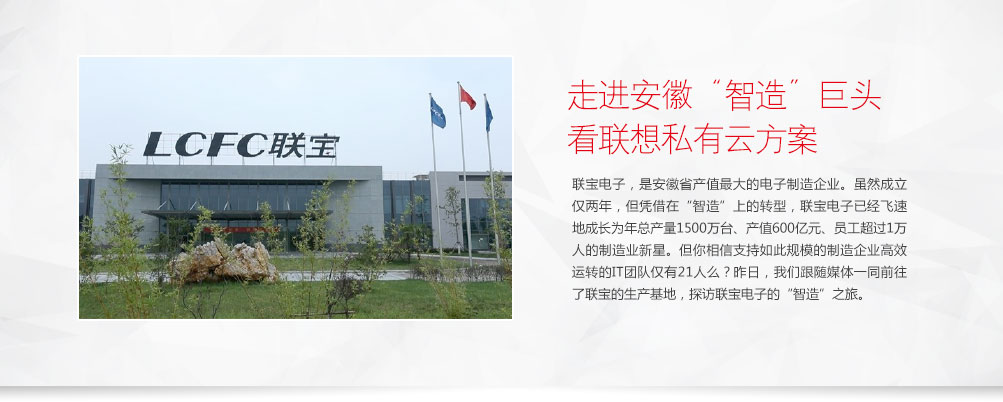 LCFC联宝
走进安徽“智造”巨头
看联想私有云方案
联宝电子，是安徽省产值最大的电子制造企业。虽然成立
仅两年，但凭借在“智造”上的转型，联宝电子已经飞速
地成长为年总产量1500万台、产值600亿元、员工超过1万
人的制造业新星。但你相信支持如此规模的制造企业高效
运转的IT团队仅有21人么？昨日，我们跟随媒体一同前往
了联宝的生产基地，探访联宝电子的“智造”之旅。